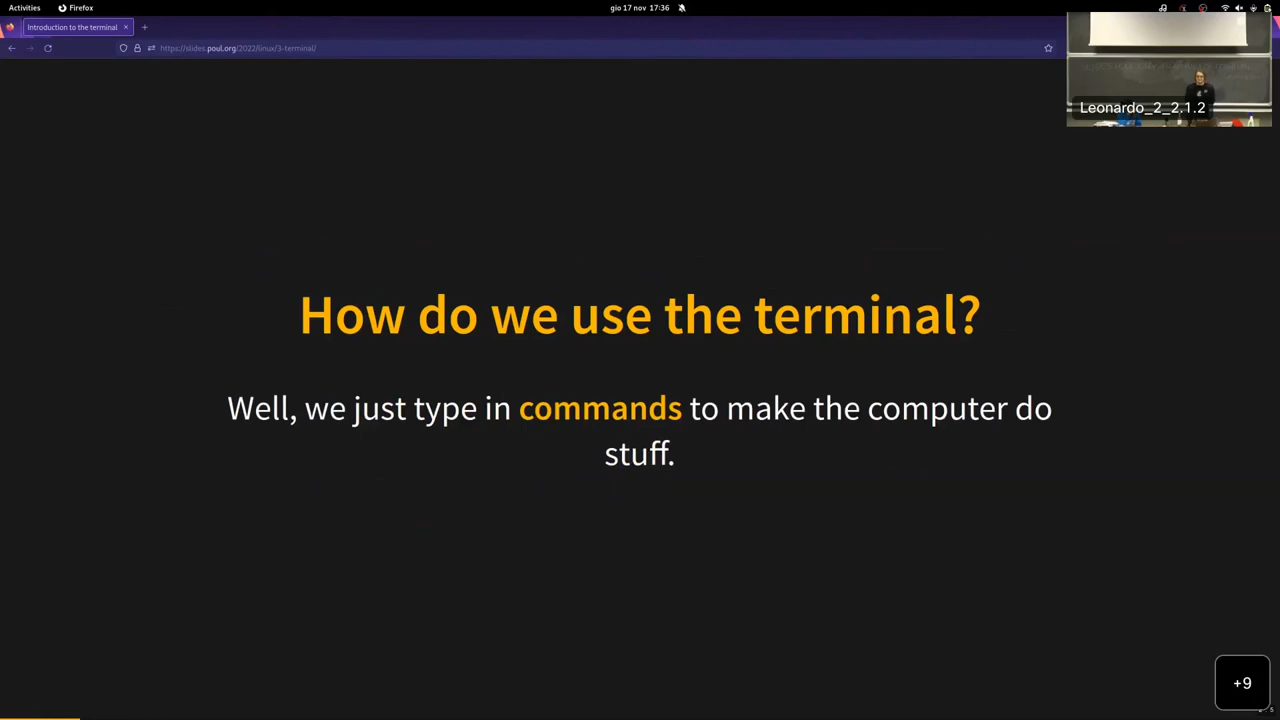 Activities
Firefox
gio 17 nov 17:36
Introduction to the terminal
https://slides.poul.org/2022/linux/3-terminal/
Leonardo_2_2.1.2
How do we use the terminal?
Well, we just type in commands to make the computer do
stuff.
+9